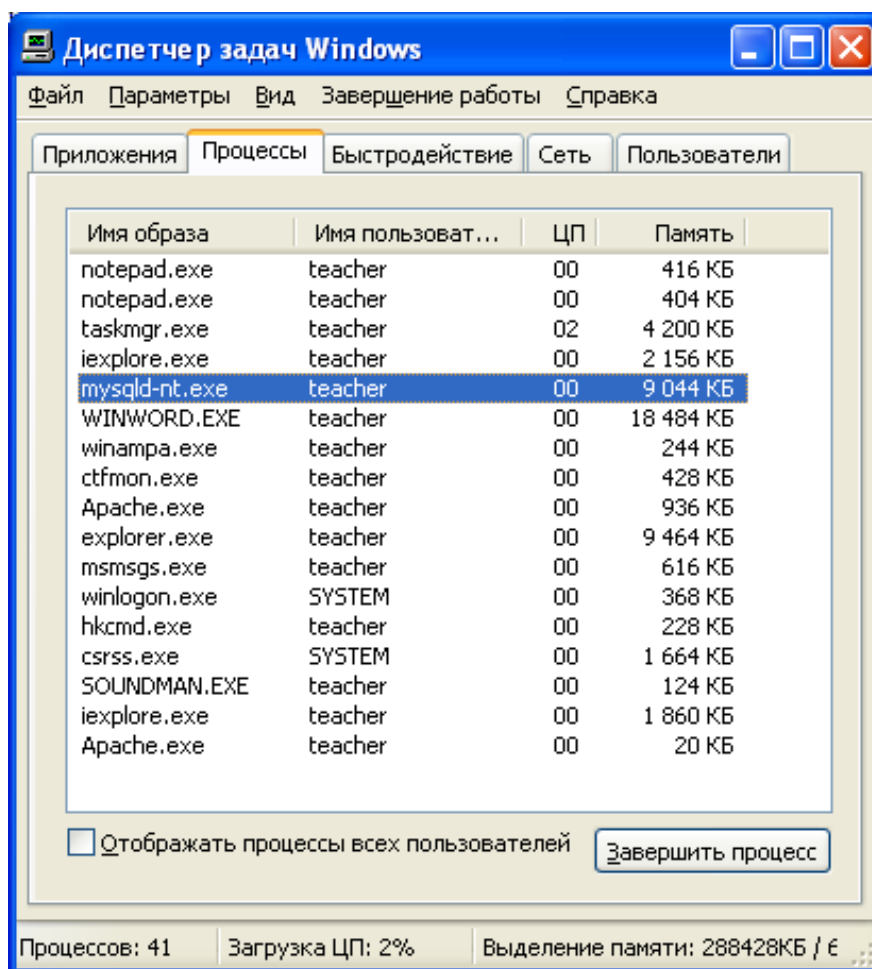 Диспетчер задач Windows
Файл Параметры Вид Завершение работы Справка
Приложения Процессы Быстродействие Сеть Пользователи
Имя образа Имя пользоват... ЦП Память
notepad.exe teacher 00 416 КБ
notepad.exe teacher 00 404 КБ
taskmgr.exe teacher 02 4 200 КБ
iexplore.exe teacher 00 2 156 КБ
mysqld-nt.exe teacher 00 9 044 КБ
WINWORD.EXE teacher 00 18 484 КБ
winampa.exe teacher 00 244 КБ
ctfmon.exe teacher 00 428 КБ
Apache.exe teacher 00 936 КБ
explorer.exe teacher 00 9 464 КБ
msmsgs.exe teacher 00 616 КБ
winlogon.exe SYSTEM 00 368 КБ
hkcmd.exe teacher 00 228 КБ
csrss.exe SYSTEM 00 1 664 КБ
SOUNDMAN.EXE teacher 00 124 КБ
iexplore.exe teacher 00 1 860 КБ
Apache.exe teacher 00 20 КБ
Отображать процессы всех пользователей Завершить процесс
Процессов: 41 Загрузка ЦП: 2% Выделение памяти: 288428КБ / 6